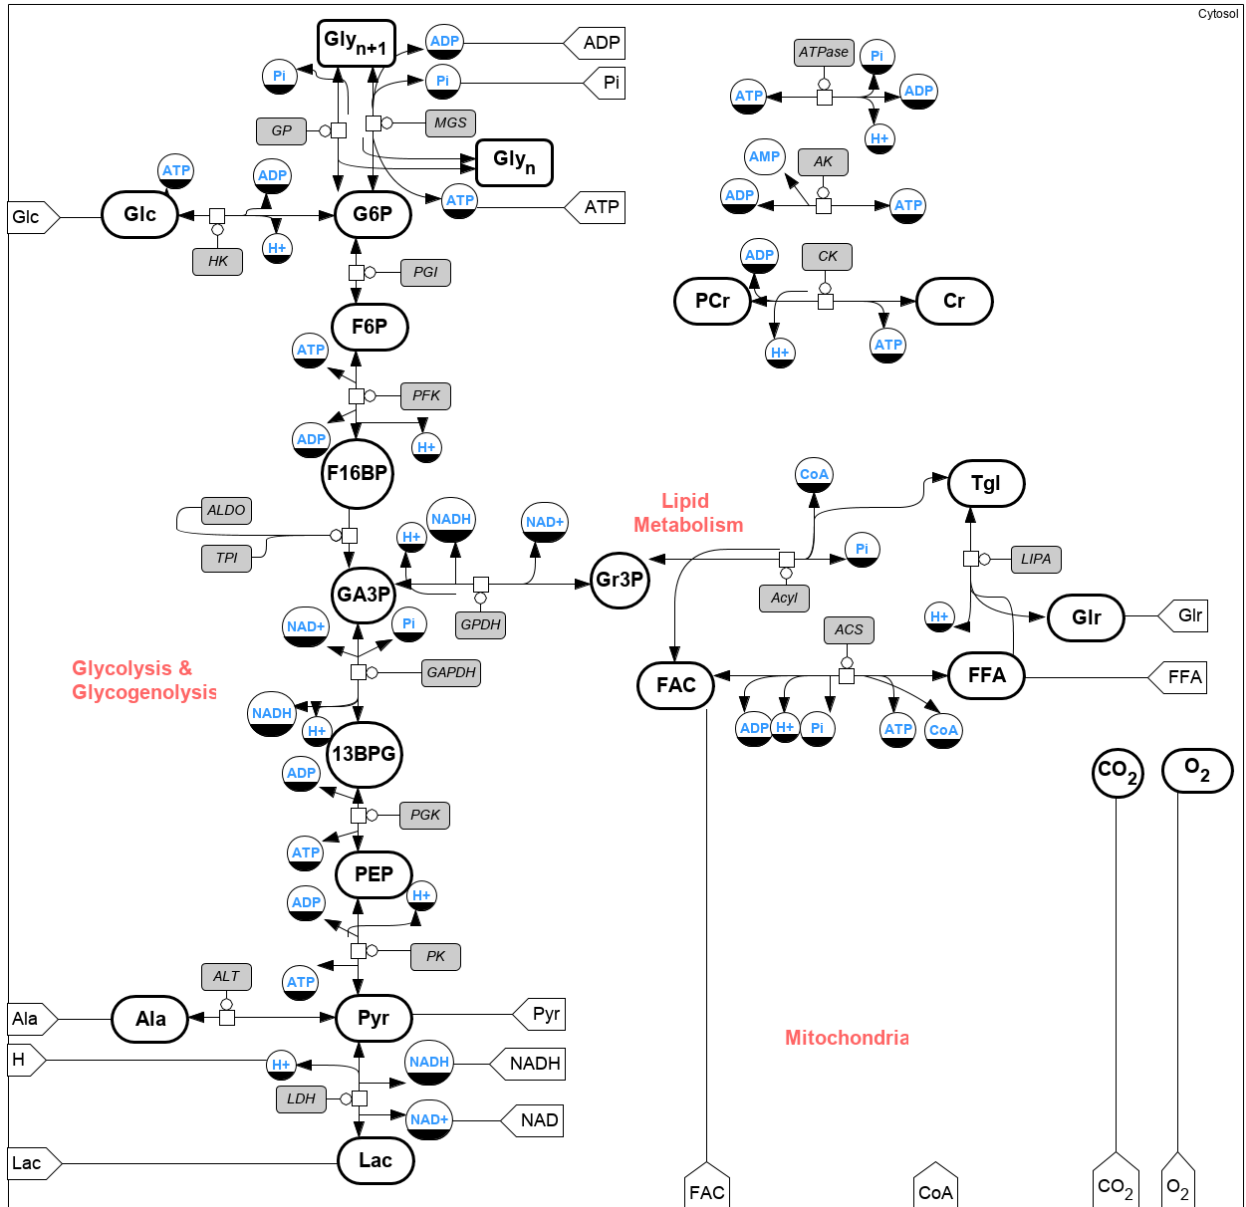 Cytosol
Gly n+1
ADP
ADP
Pi
Pi
Pi
GP
MGS
Gly n
ATP
ADP
ATP
ATP
Glc
Glc
G6P
HK
H+
PGI
F6P
ATP
PFK
ADP
H+
F16BP
ALDO
TPI
H+
NADH
NAD+
GA3P
GPDH
Gr3P
NAD+
Pi
GAPDH
Glycolysis &
Glycogenolysis
NADH
H+
13BPG
ADP
PGK
ATP
PEP
ADP
H+
PK
ATP
ALT
Ala
Ala
Pyr
Pyr
H
H+
NADH
NADH
LDH
NAD+
NAD
Lac
Lac
ATPase
Pi
ATP
ADP
H+
AMP
AK
ADP
ATP
ADP
CK
PCr
Cr
H+
ATP
Lipid
Metabolism
CoA
Tgl
Pi
LIPA
Acyl
H+
Glr
Glr
ACS
FAC
FFA
FFA
ADP
H+
Pi
ATP
CoA
CO2
O2
Mitochondria
FAC
CoA
CO2
O2